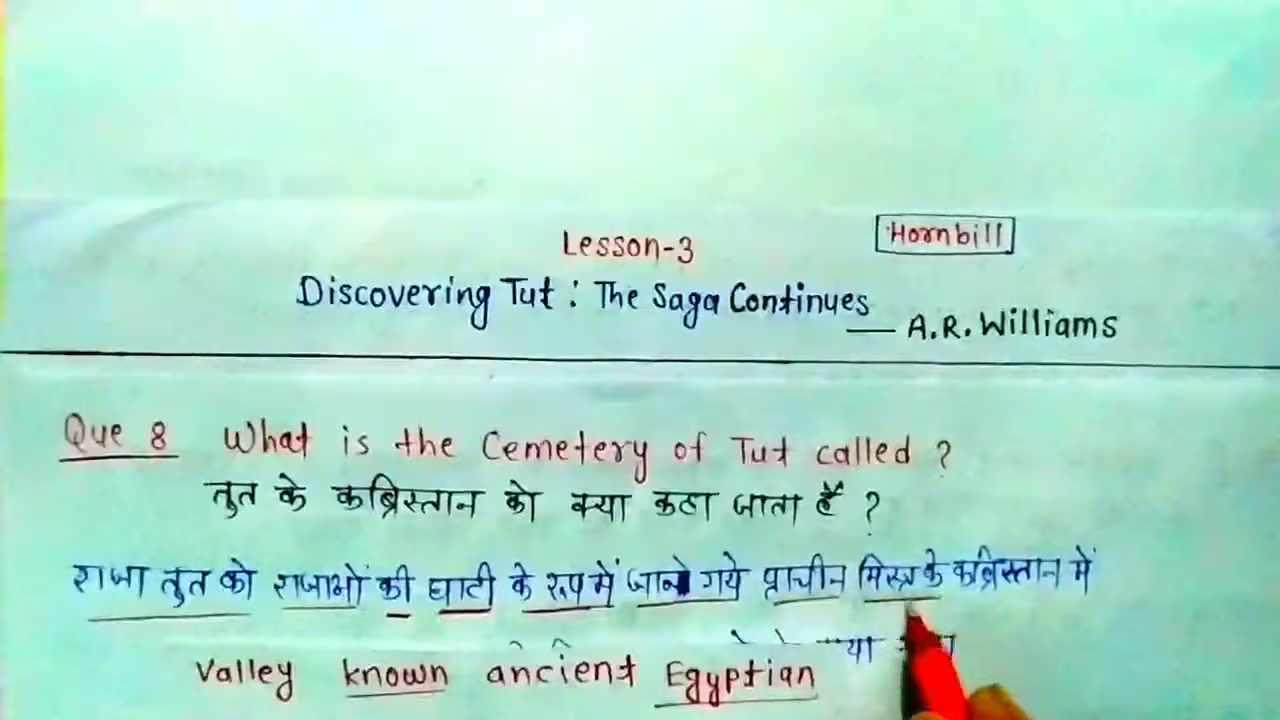 Lesson-3
Hornbill
Discovering Tut : The Saga Continues
— A.R. Williams
Que 8 What is the Cemetery of Tut called ?
तुत के कब्रिस्तान को क्या कहा जाता है ?
राजा तुत को राजाओं की घाटी के रूप में जाने गये प्राचीन मिस्त्र के कब्रिस्तान में
Valley known ancient Egyptian